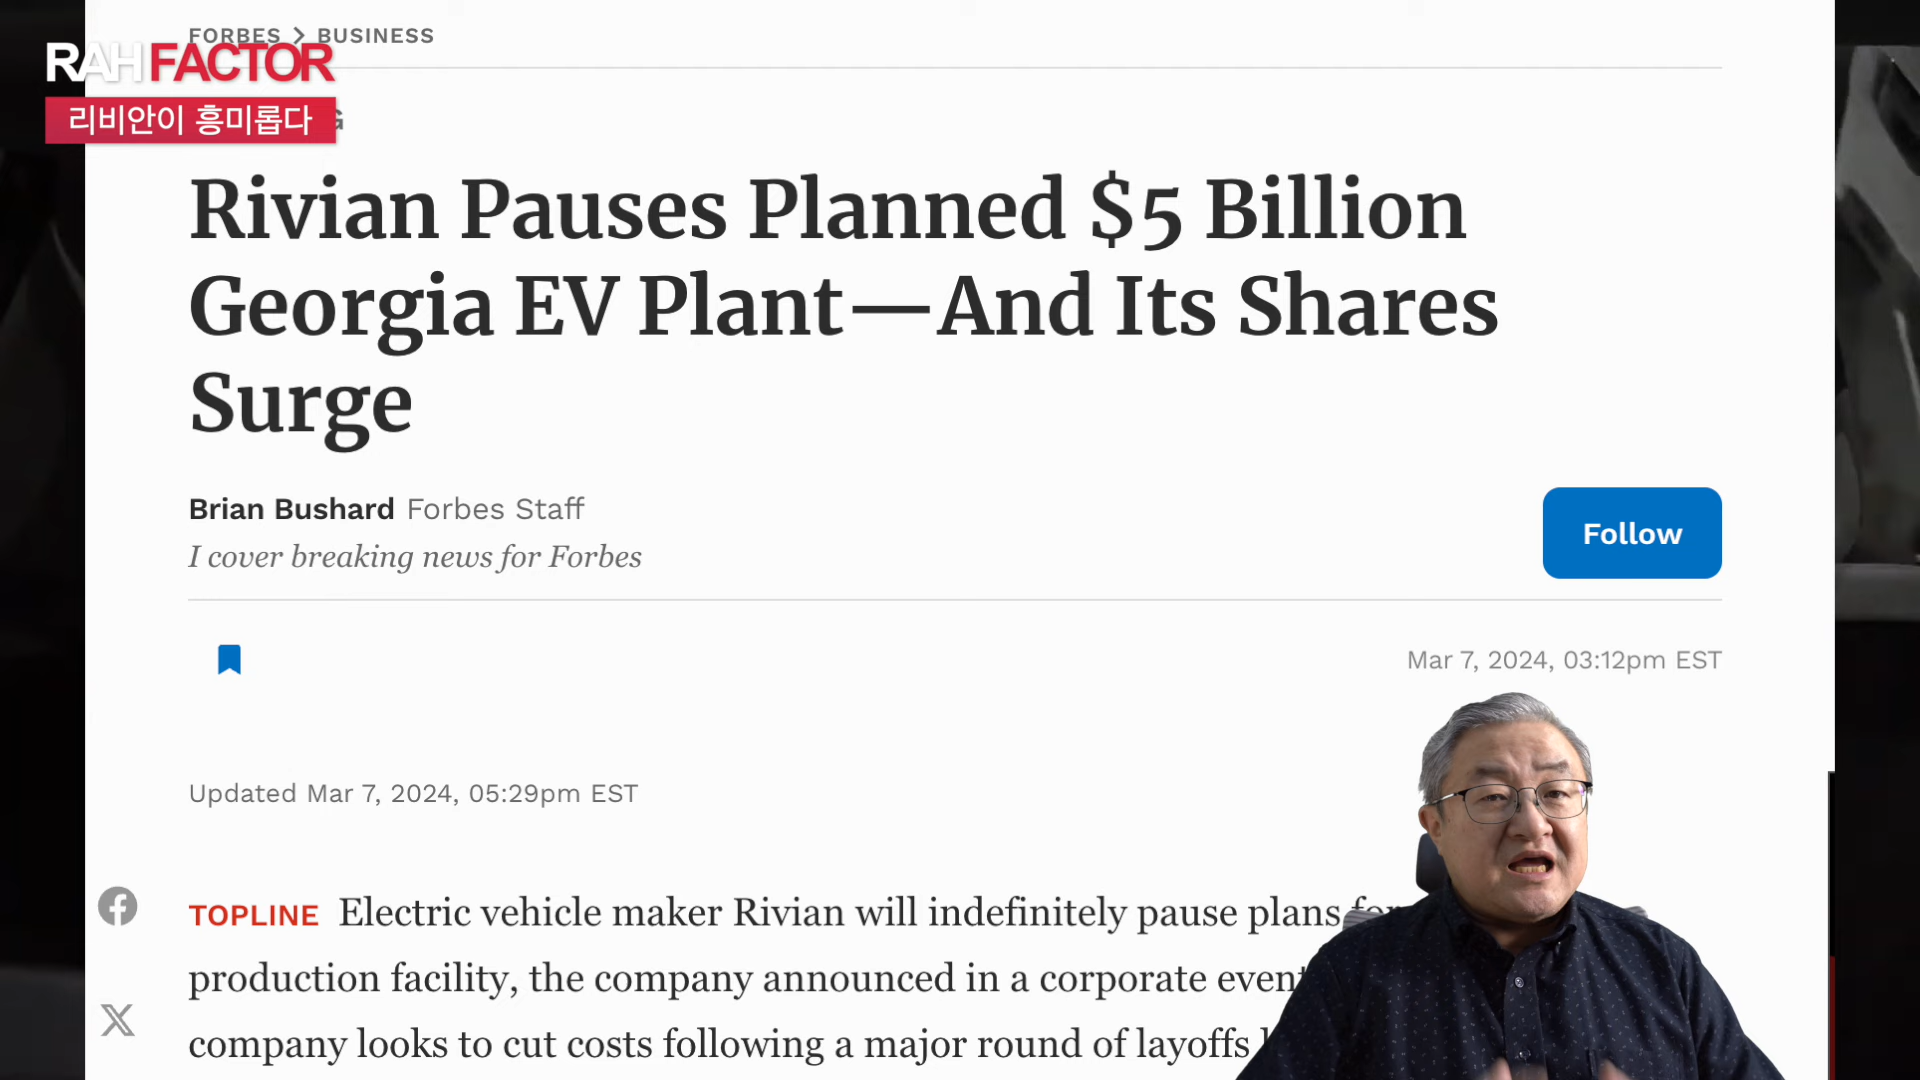 FORBES > BUSINESS
RAH FACTOR
리비안이 흥미롭다
Rivian Pauses Planned $5 Billion
Georgia EV Plant—And Its Shares
Surge
Brian Bushard Forbes Staff
I cover breaking news for Forbes
Follow
Mar 7, 2024, 03:12pm EST
Updated Mar 7, 2024, 05:29pm EST
TOPLINE Electric vehicle maker Rivian will indefinitely pause plans for
production facility, the company announced in a corporate event
company looks to cut costs following a major round of layoffs